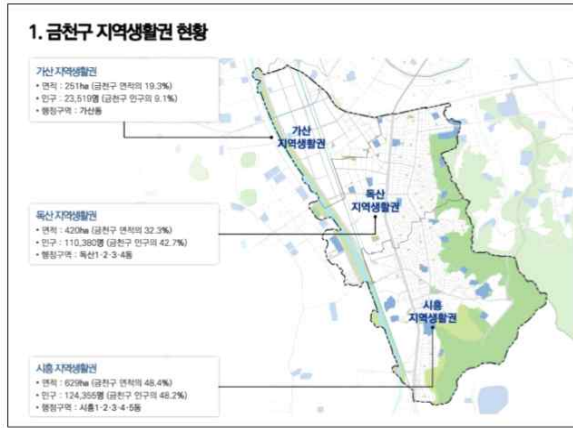 1. 금천구 지역생활권 현황
가산 지역생활권
• 면적 : 251ha (금천구 면적의 19.3%)
• 인구 : 23,519명 (금천구 인구의 9.1%)
• 행정구역 : 가산동
독산 지역생활권
• 면적 : 420ha (금천구 면적의 32.3%)
• 인구 : 110,380명 (금천구 인구의 42.7%)
• 행정구역 : 독산1·2·3·4동
시흥 지역생활권
• 면적 : 629ha (금천구 면적의 48.4%)
• 인구 : 124,355명 (금천구 인구의 48.2%)
• 행정구역 : 시흥1·2·3·4·5동
가산
지역생활권
독산
지역생활권
시흥
지역생활권